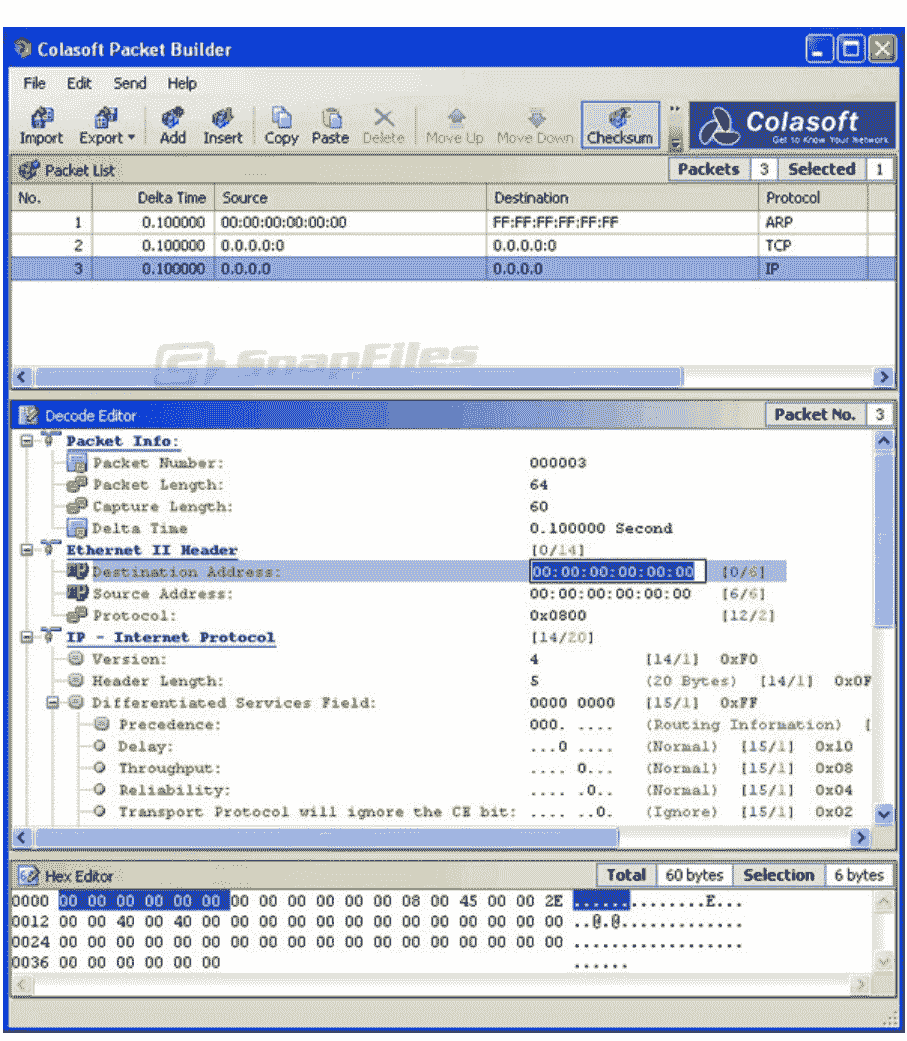 Colasoft Packet Builder
File Edit Send Help
Import Export Add Insert Copy Paste Delete Move Up Move Down Checksum Colasoft
Get to Know Your Network
Packet List Packets 3 Selected 1
No. Delta Time Source Destination Protocol
1 0.100000 00:00:00:00:00:00 FF:FF:FF:FF:FF:FF ARP
2 0.100000 0.0.0.0:0 0.0.0.0:0 TCP
3 0.100000 0.0.0.0 0.0.0.0 IP
SnapFiles
Decode Editor Packet No. 3
Packet Info:
Packet Number: 000003
Packet Length: 64
Capture Length: 60
Delta Time 0.100000 Second
Ethernet II Header [0/14]
Destination Address: 00:00:00:00:00:00 [0/6]
Source Address: 00:00:00:00:00:00 [6/6]
Protocol: 0x0800 [12/2]
IP - Internet Protocol [14/20]
Version: 4 [14/1] 0xF0
Header Length: 5 (20 Bytes) [14/1] 0x0F
Differentiated Services Field: 0000 0000 [15/1] 0xFF
Precedence: 000. .... (Routing Information) [
Delay: ...0 .... (Normal) [15/1] 0x10
Throughput: .... 0... (Normal) [15/1] 0x08
Reliability: .... .0.. (Normal) [15/1] 0x04
Transport Protocol will ignore the CE bit: .... ..0. (Ignore) [15/1] 0x02
Hex Editor Total 60 bytes Selection 6 bytes
0000 00 00 00 00 00 00 00 00 00 00 00 00 08 00 45 00 00 2E ..............E...
0012 00 00 40 00 40 00 00 00 00 00 00 00 00 00 00 00 00 00 ..@.@.............
0024 00 00 00 00 00 00 00 00 00 00 00 00 00 00 00 00 00 00 ..................
0036 00 00 00 00 00 00 ......